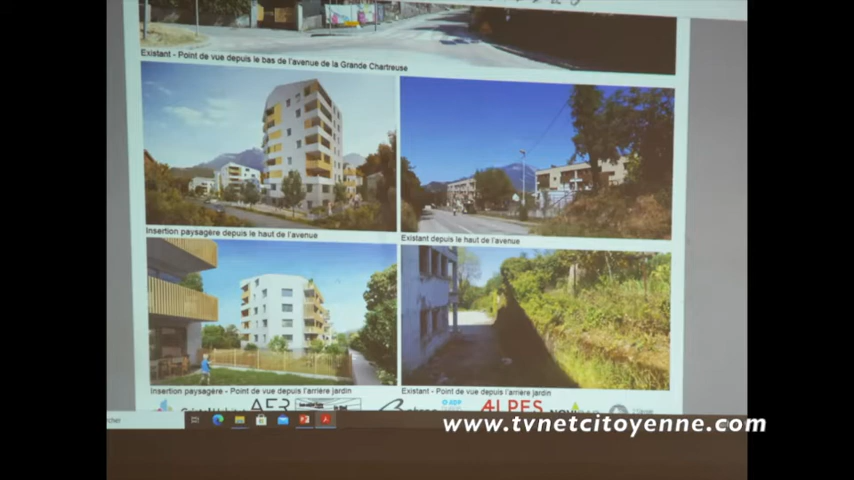 Existant - Point de vue depuis le bas de l'avenue de la Grande Chartreuse
Insertion paysagère depuis le haut de l'avenue
Existant depuis le haut de l'avenue
Insertion paysagère - Point de vue depuis l'arrière jardin
Existant - Point de vue depuis l'arrière jardin
ALPES
www.tvnetcitoyenne.com